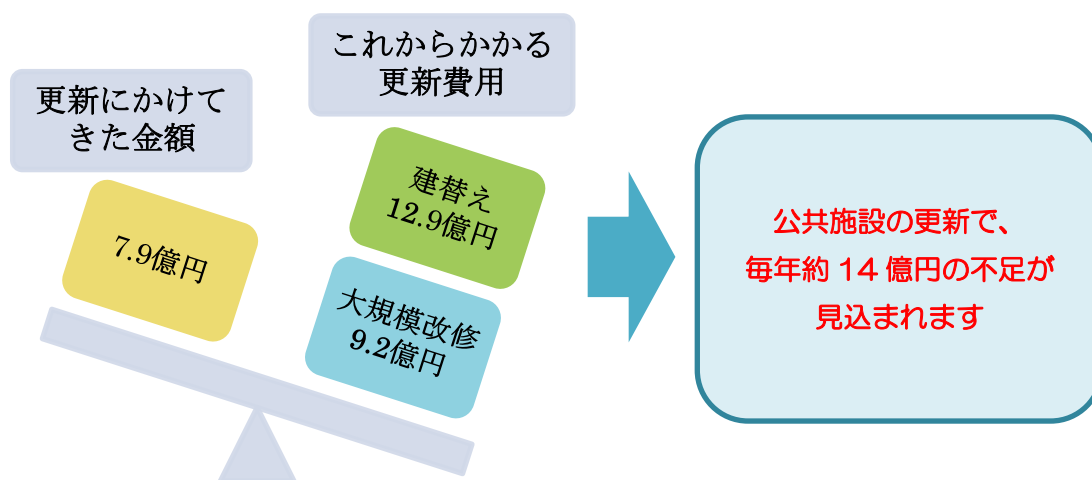 更新にかけて
きた金額
7.9億円
これからかかる
更新費用
建替え
12.9億円
大規模改修
9.2億円
公共施設の更新で、
毎年約 14 億円の不足が
見込まれます